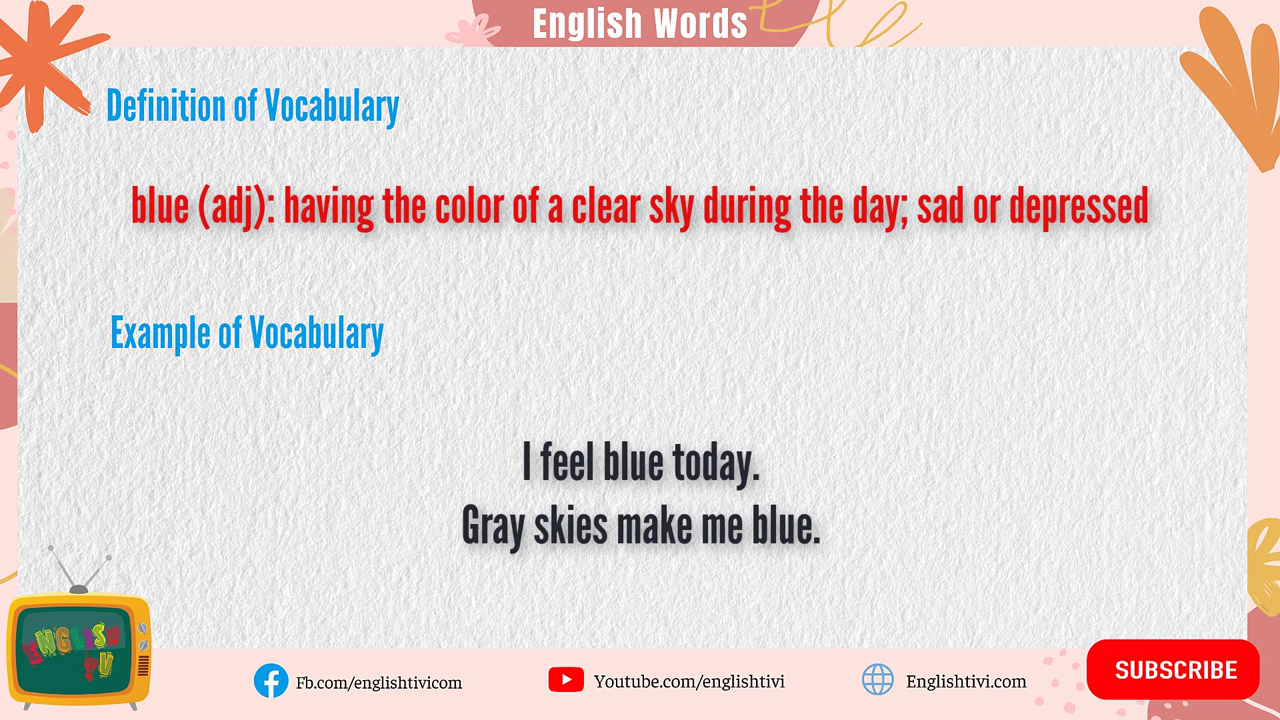 English Words
Definition of Vocabulary
blue (adj): having the color of a clear sky during the day; sad or depressed
Example of Vocabulary
I feel blue today.
Gray skies make me blue.
ENGLISH
TV
Fb.com/englishtivicom
Youtube.com/englishtivi
Englishtivi.com
SUBSCRIBE